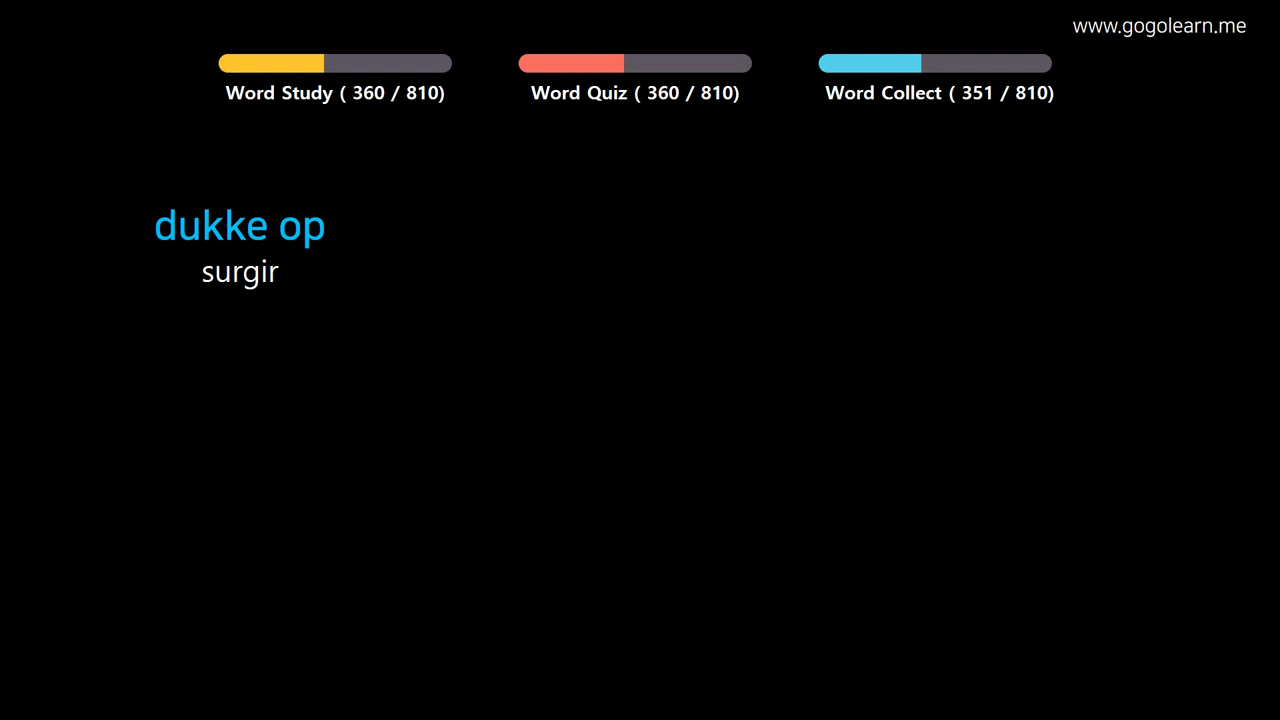 www.gogolearn.me
Word Study ( 360 / 810)
Word Quiz ( 360 / 810)
Word Collect ( 351 / 810)
dukke op
surgir